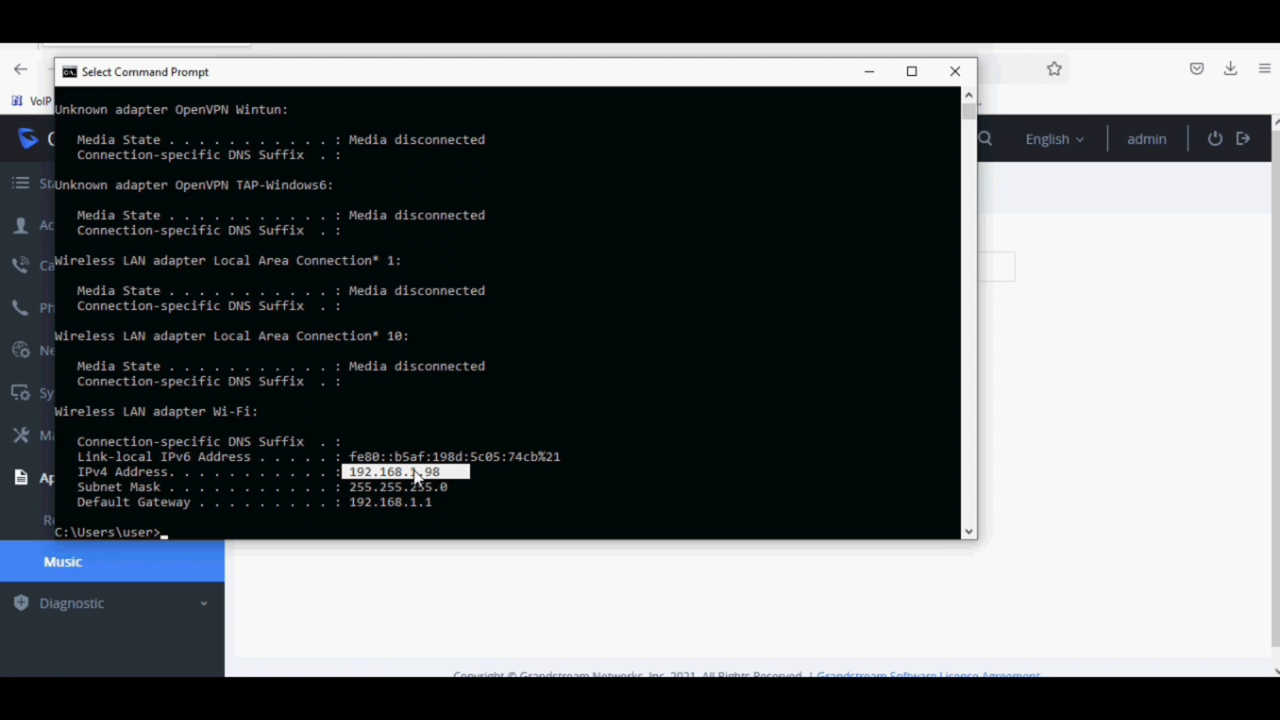 Select Command Prompt
VoIP
Unknown adapter OpenVPN Wintun:
Media State . . . . . . . . . . . : Media disconnected
Connection-specific DNS Suffix . :
Unknown adapter OpenVPN TAP-Windows6:
Media State . . . . . . . . . . . : Media disconnected
Connection-specific DNS Suffix . :
Wireless LAN adapter Local Area Connection* 1:
Media State . . . . . . . . . . . : Media disconnected
Connection-specific DNS Suffix . :
Wireless LAN adapter Local Area Connection* 10:
Media State . . . . . . . . . . . : Media disconnected
Connection-specific DNS Suffix . :
Wireless LAN adapter Wi-Fi:
Connection-specific DNS Suffix . :
Link-local IPv6 Address . . . . . : fe80::b5af:198d:5c05:74cb%21
IPv4 Address. . . . . . . . . . . : 192.168.1.98
Subnet Mask . . . . . . . . . . . : 255.255.255.0
Default Gateway . . . . . . . . . : 192.168.1.1
C:\Users\user>
English
admin
Music
Diagnostic
Copyright © Grandstream Networks, Inc. 2021. All Rights Reserved. | Grandstream Software License Agreement